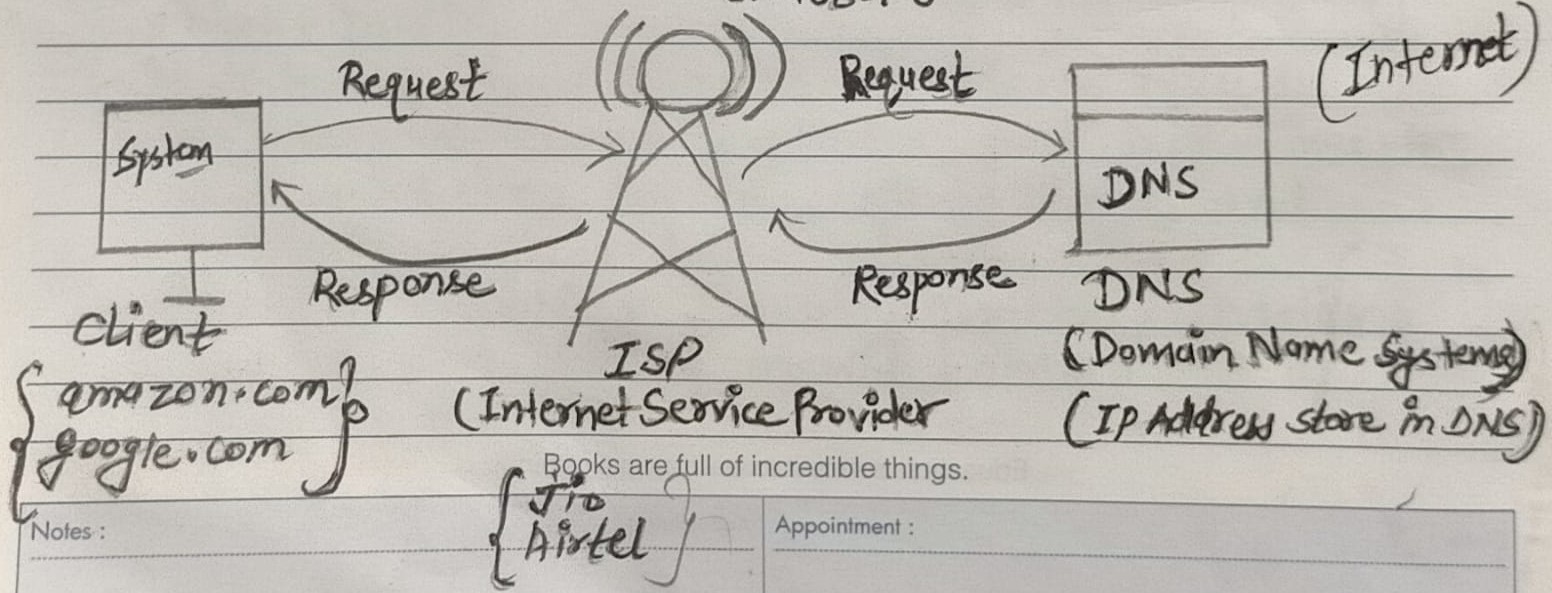 (Internet)
Request
Request
System
DNS
Response
Response
DNS
Client
ISP
(Domain Name Systems)
{ amazon.com }
(Internet Service Provider
(IP Address store in DNS)
google.com
Books are full of incredible things.
{ Jio }
Notes :
Appointment :
Airtel